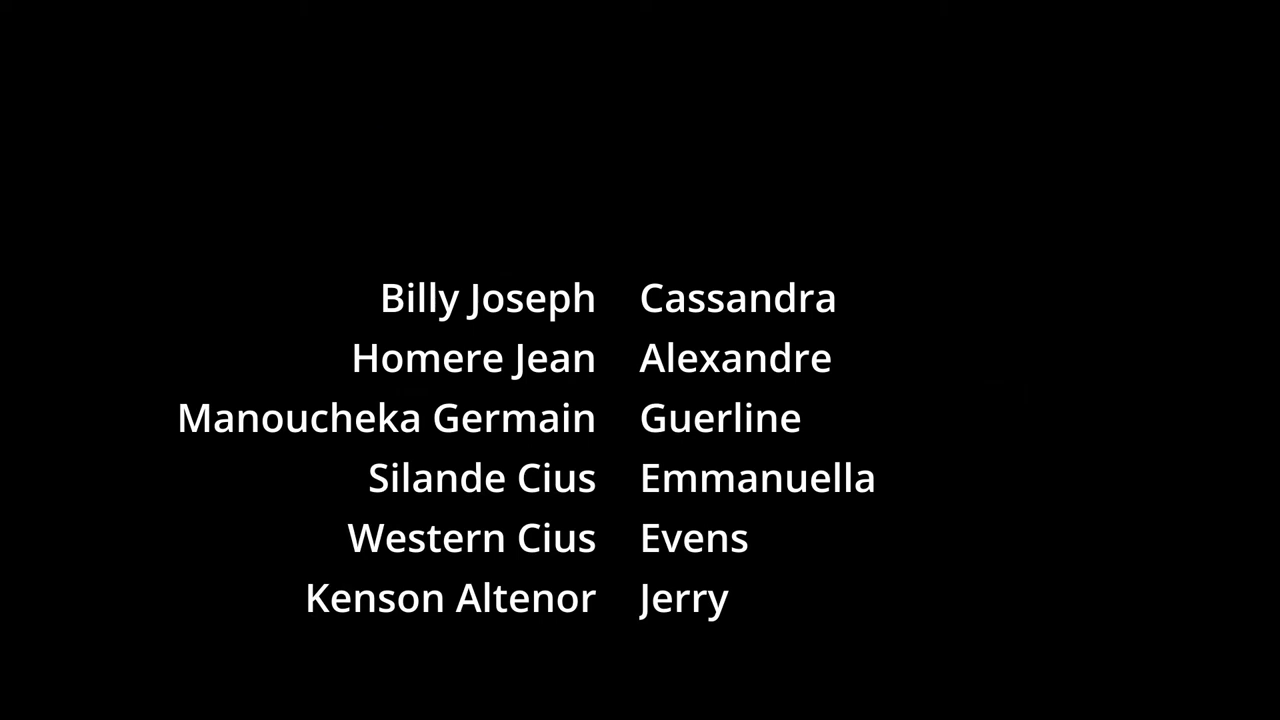 Billy Joseph Cassandra
Homere Jean Alexandre
Manoucheka Germain Guerline
Silande Cius Emmanuella
Western Cius Evens
Kenson Altenor Jerry